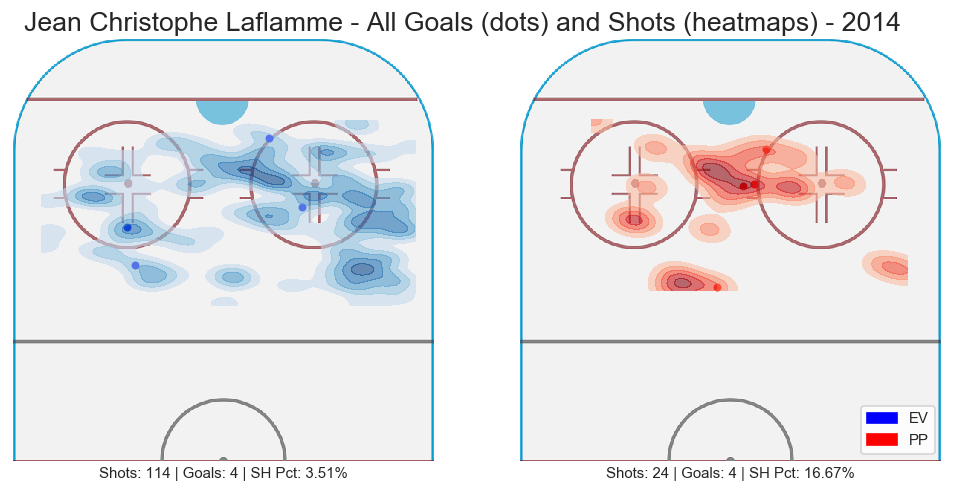 Jean Christophe Laflamme - All Goals (dots) and Shots (heatmaps) - 2014
EV
PP
Shots: 114 | Goals: 4 | SH Pct: 3.51%
Shots: 24 | Goals: 4 | SH Pct: 16.67%